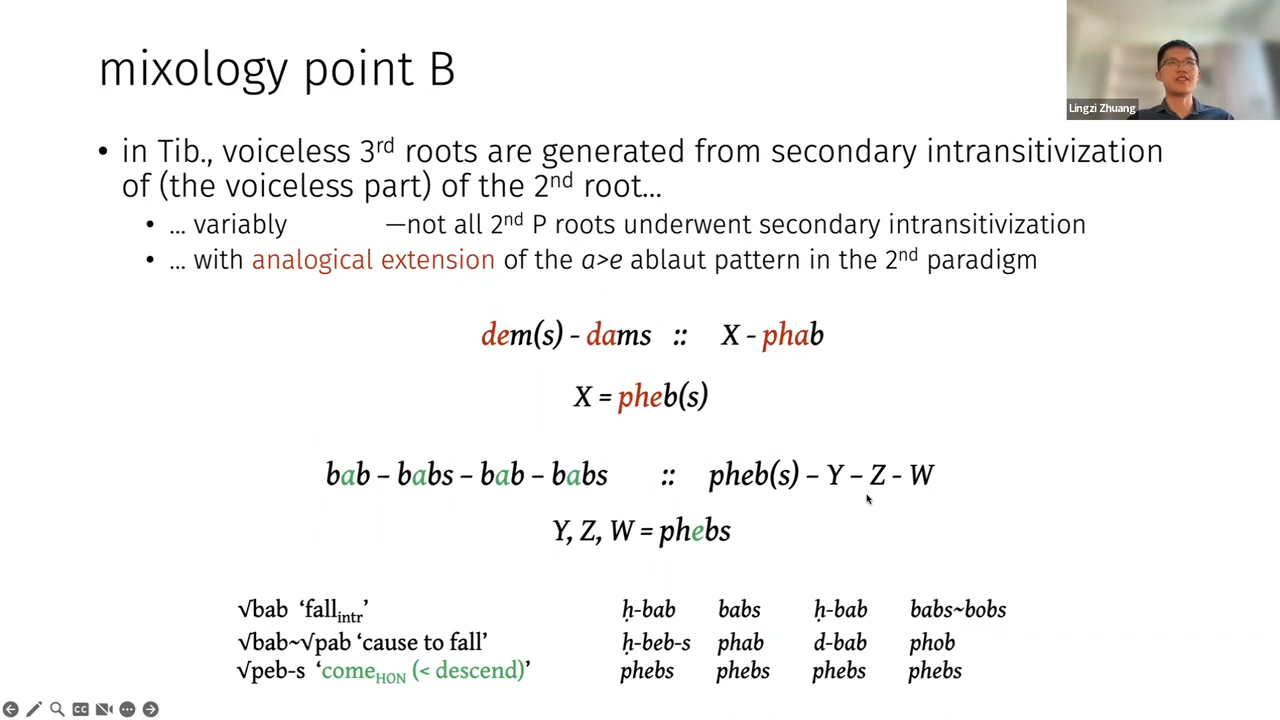 mixology point B
Lingzi Zhuang
• in Tib., voiceless 3rd roots are generated from secondary intransitivization
of (the voiceless part) of the 2nd root...
• ... variably —not all 2nd P roots underwent secondary intransitivization
• ... with analogical extension of the a>e ablaut pattern in the 2nd paradigm
dem(s) - dams :: X - phab
X = pheb(s)
bab – babs – bab – babs :: pheb(s) – Y – Z - W
Y, Z, W = phebs
√bab ‘fallintr’ ḥ-bab babs ḥ-bab babs~bobs
√bab~√pab ‘cause to fall’ ḥ-beb-s phab d-bab phob
√peb-s ‘comeHON (< descend)’ phebs phebs phebs phebs
CC